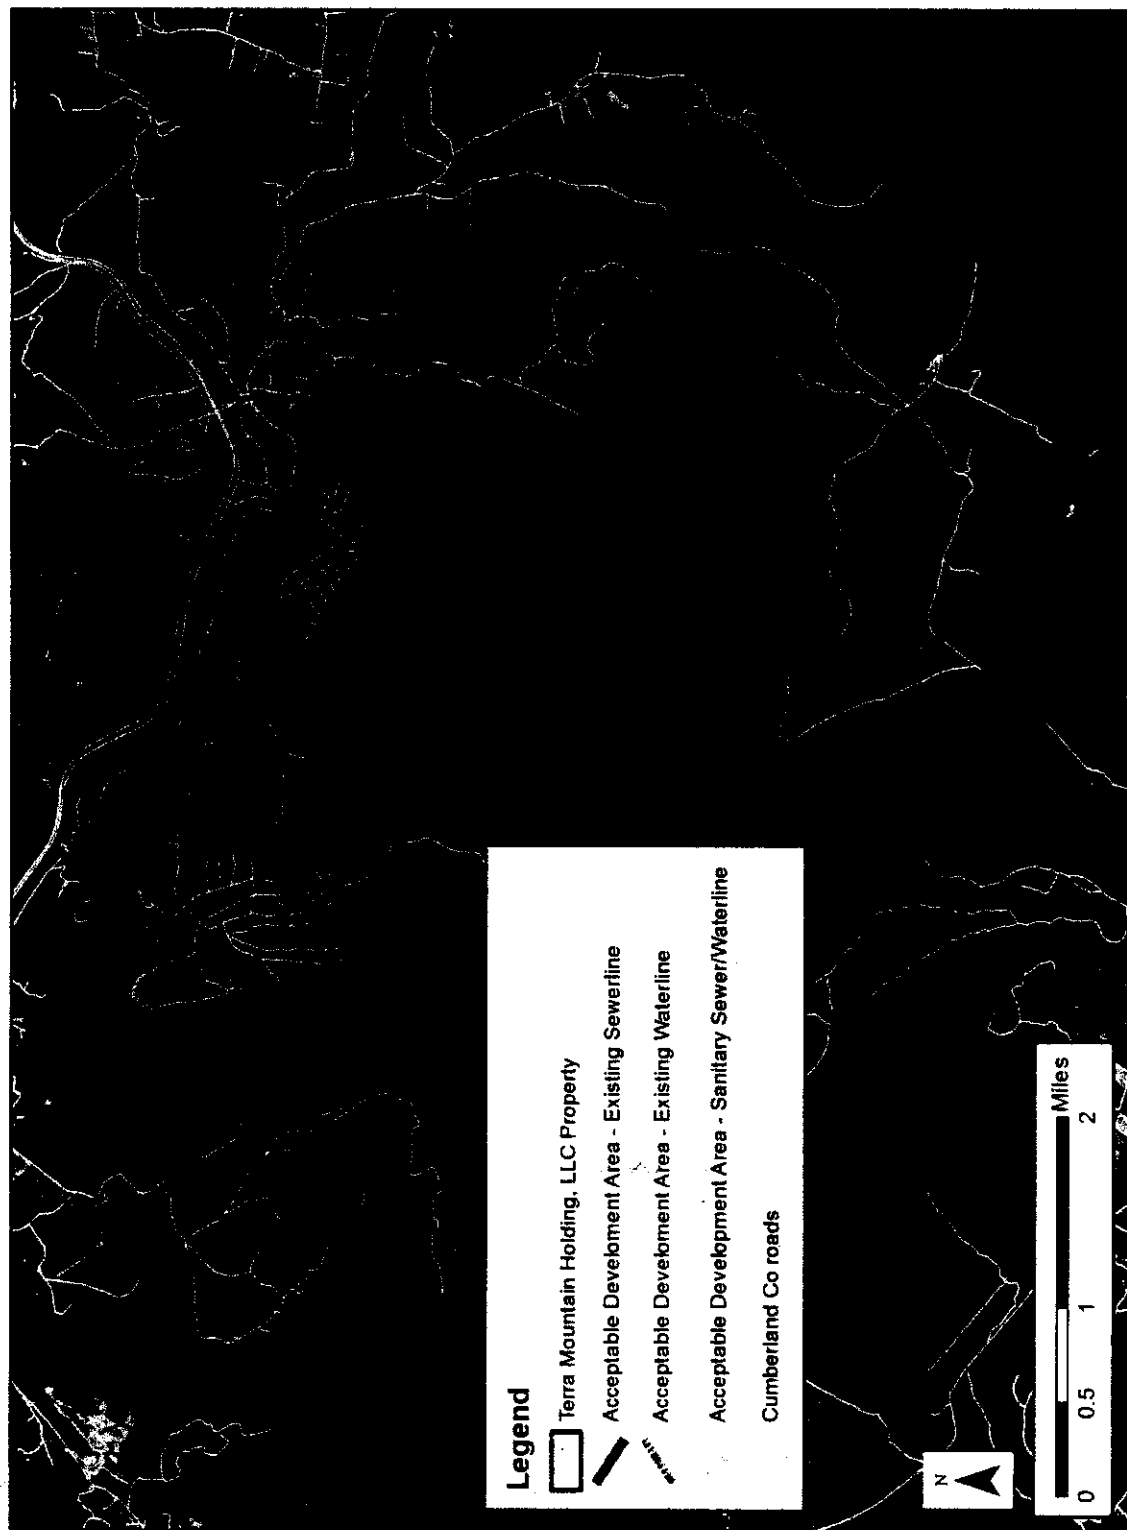 Legend
Terra Mountain Holding, LLC Property
Acceptable Develoment Area - Existing Sewerline
Acceptable Develoment Area - Existing Waterline
Acceptable Development Area - Sanitary Sewer/Waterline
Cumberland Co roads
N
0 0.5 1 2
Miles